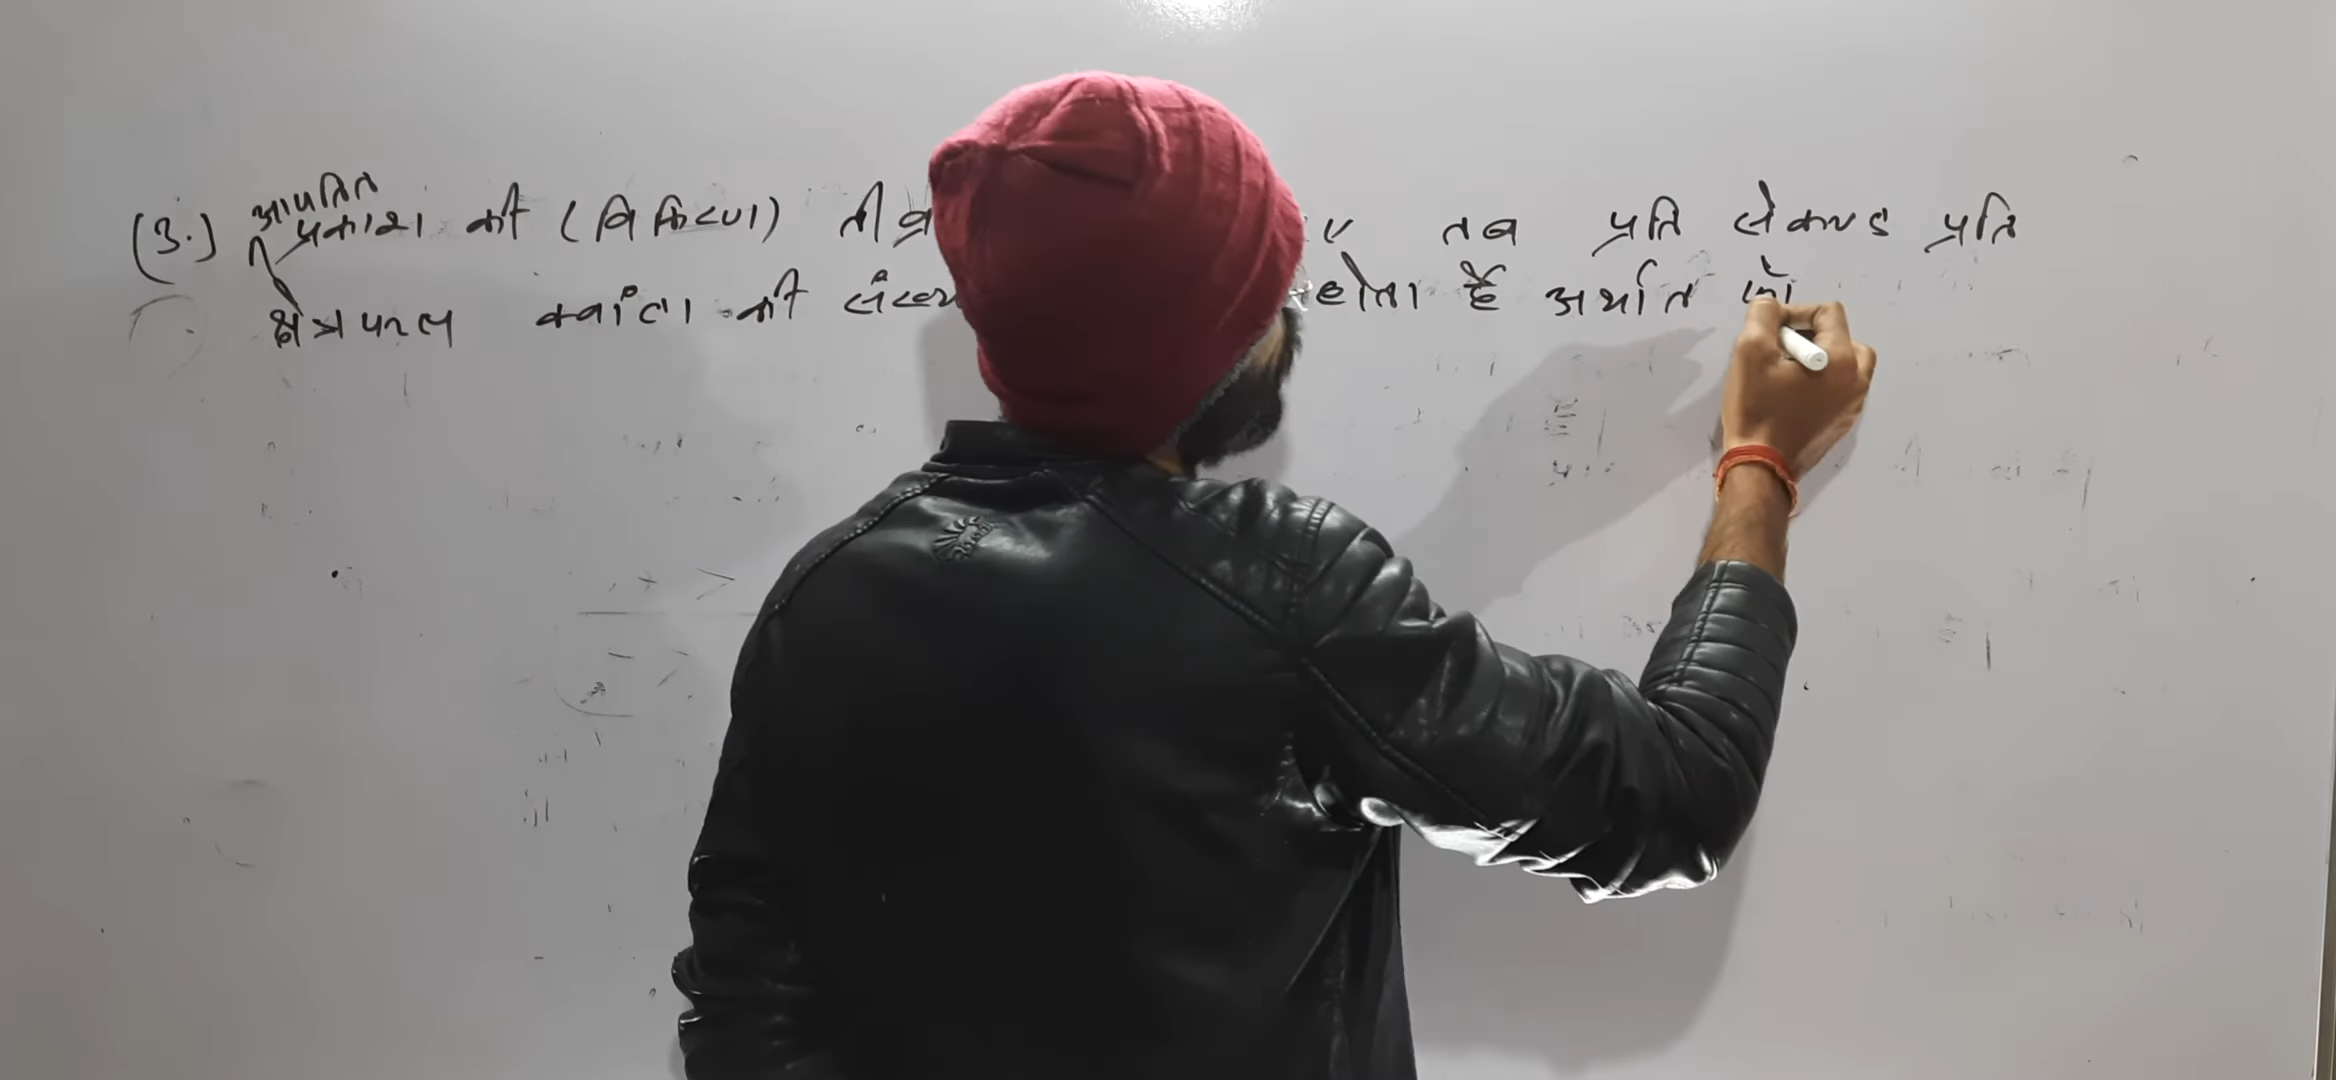 (3.) आपतित प्रकाश की (विकिरण) तीव्र तब प्रति सेकण्ड प्रति
क्षेत्रफल क्वांटा की संख्य होता है अर्थात